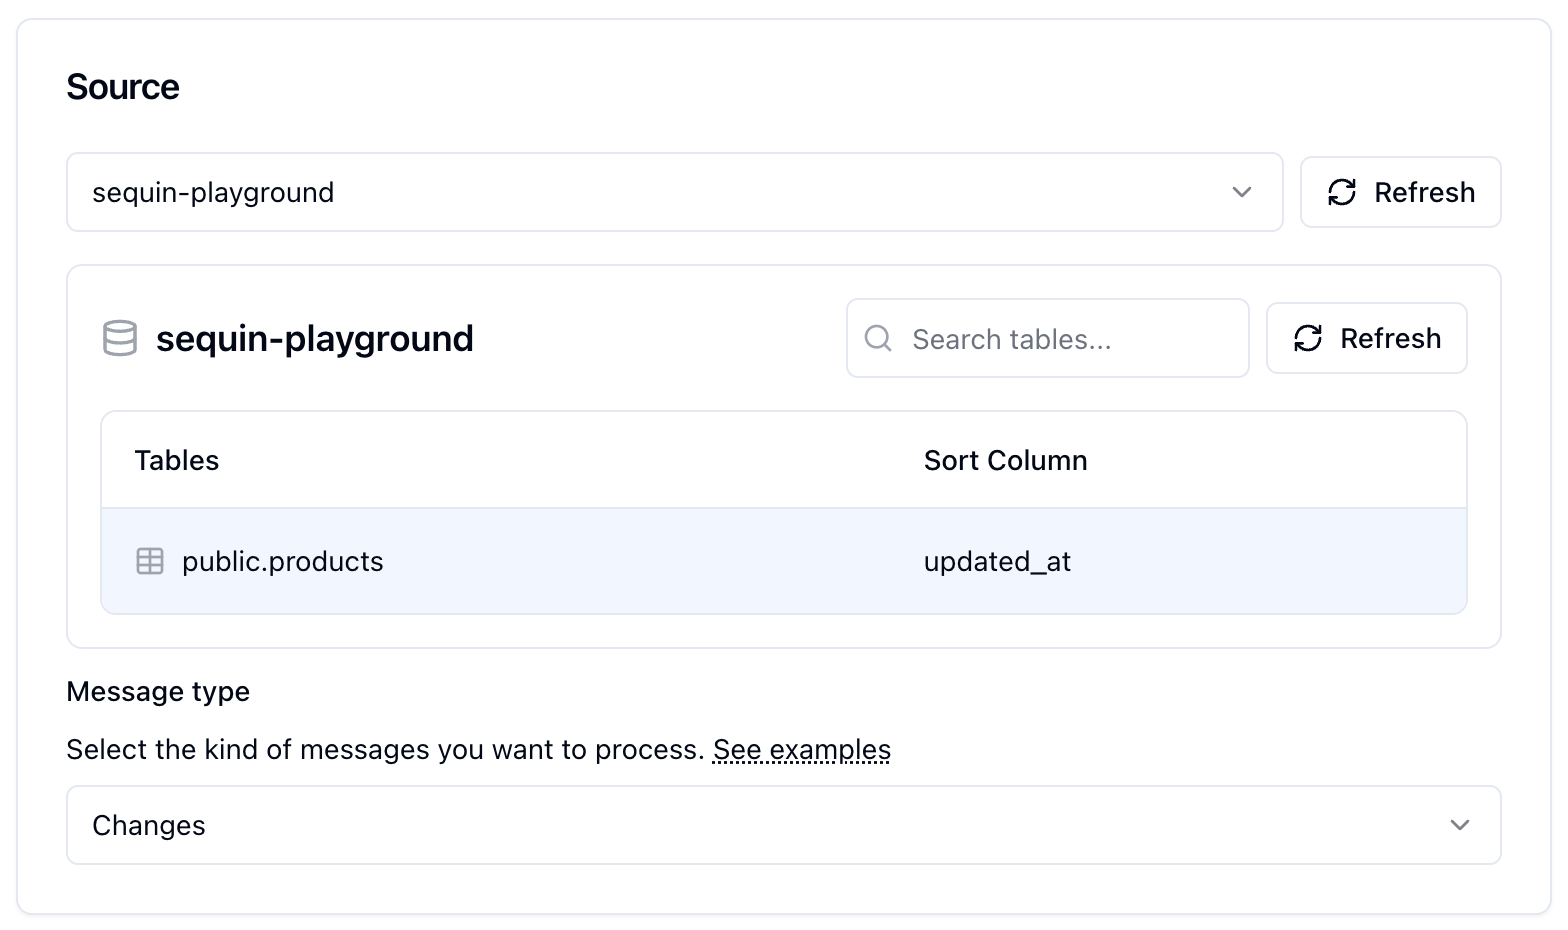 Source
sequin-playground
Refresh
sequin-playground
Search tables...
Refresh
Tables
Sort Column
public.products
updated_at
Message type
Select the kind of messages you want to process. See examples
Changes